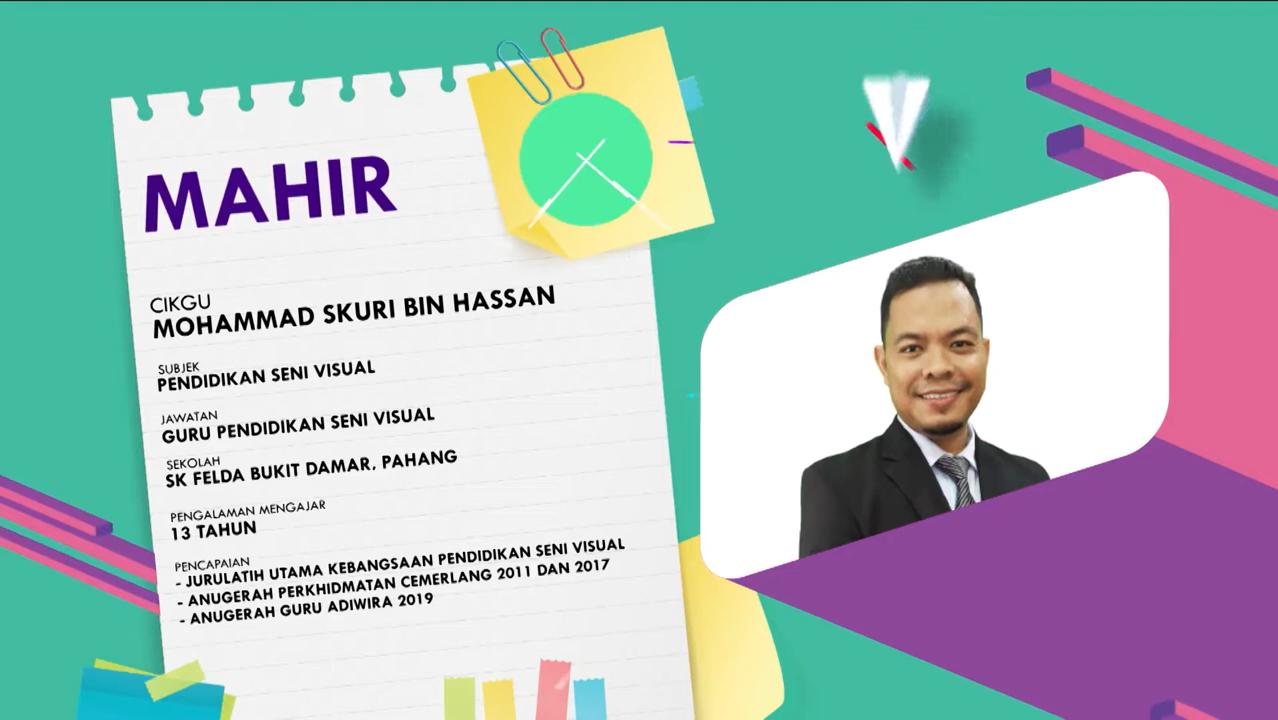 MAHIR
CIKGU
MOHAMMAD SKURI BIN HASSAN
SUBJEK
PENDIDIKAN SENI VISUAL
JAWATAN
GURU PENDIDIKAN SENI VISUAL
SEKOLAH
SK FELDA BUKIT DAMAR, PAHANG
PENGALAMAN MENGAJAR
13 TAHUN
PENCAPAIAN
- JURULATIH UTAMA KEBANGSAAN PENDIDIKAN SENI VISUAL
- ANUGERAH PERKHIDMATAN CEMERLANG 2011 DAN 2017
- ANUGERAH GURU ADIWIRA 2019